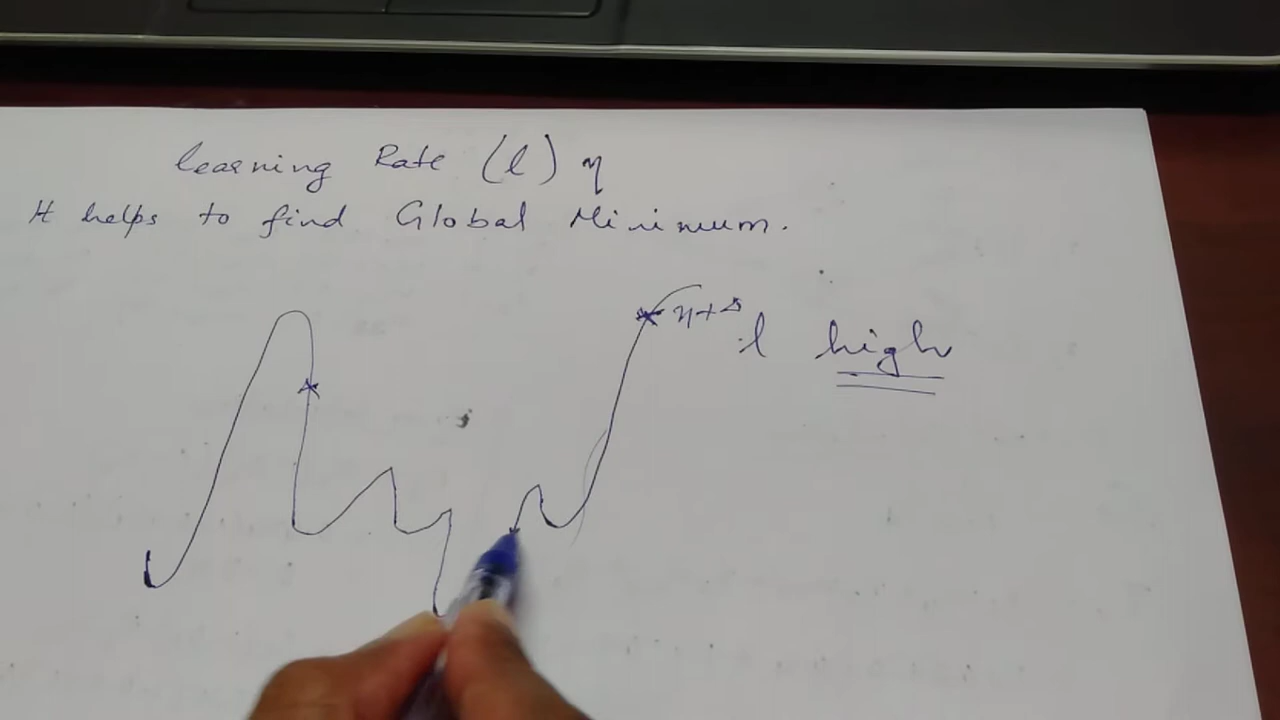 learning Rate (l) η
It helps to find Global Minimum.
η+Δ
l high